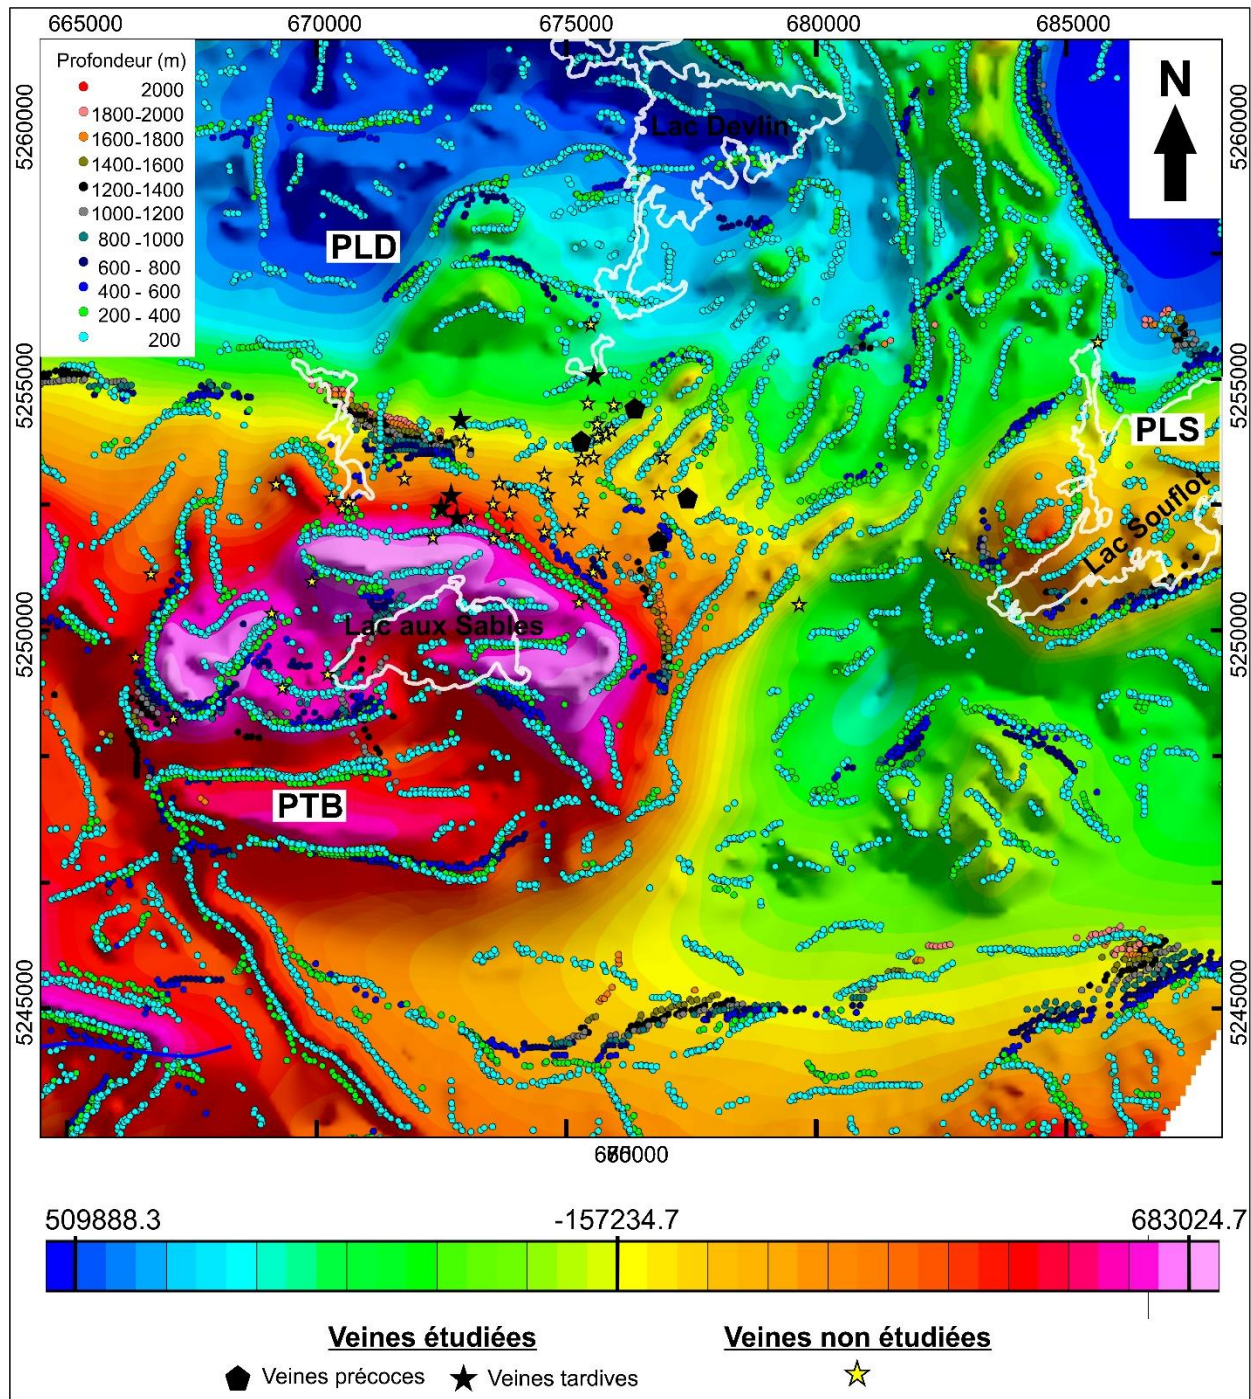 665000 670000 675000 680000 685000
Profondeur (m)
2000
1800-2000
1600-1800
1400-1600
1200-1400
1000-1200
800 -1000
600 - 800
400 - 600
200 - 400
200
N
5260000
5260000
Lac Devlin
PLD
5255000
5255000
PLS
Lac Souflot
Lac aux Sables
5250000
5250000
PTB
5245000
5245000
509888.3 -157234.7 683024.7
Veines étudiées Veines non étudiées
Veines précoces Veines tardives